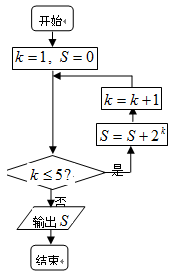 开始
k = 1, S = 0
k = k + 1
S = S + 2^k
k ≤ 5?
是
否
输出 S
结束